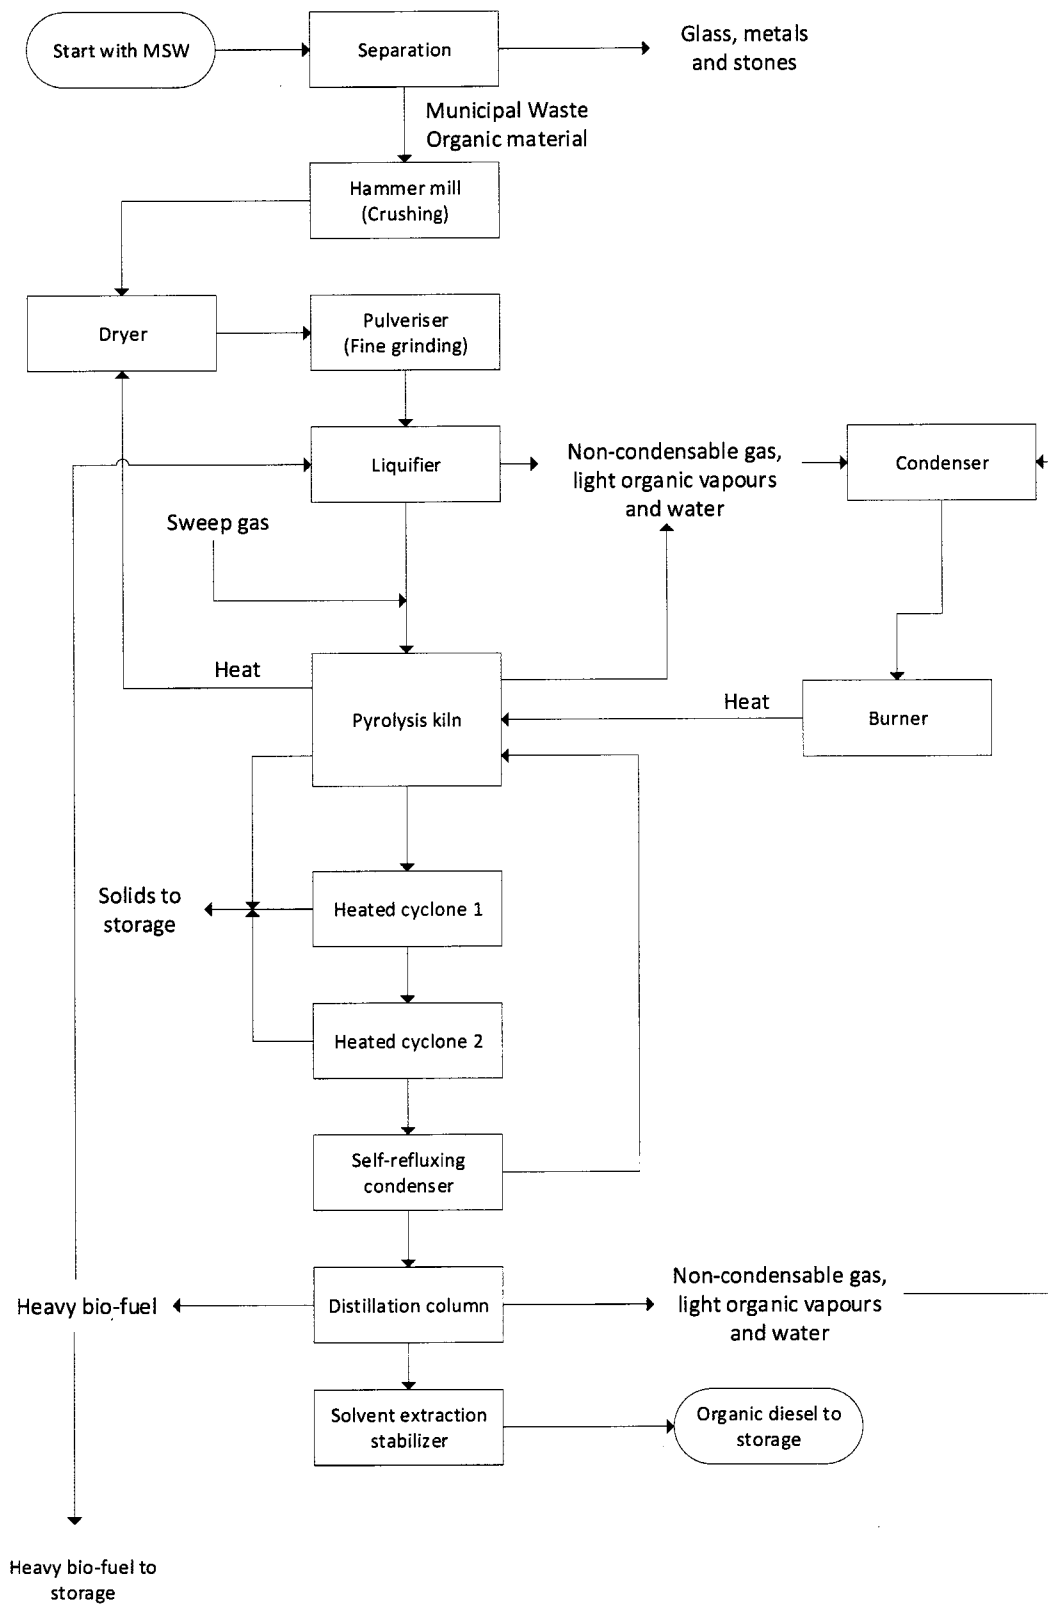 Start with MSW
Separation
Glass, metals
and stones
Municipal Waste
Organic material
Hammer mill
(Crushing)
Dryer
Pulveriser
(Fine grinding)
Liquifier
Non-condensable gas,
light organic vapours
and water
Condenser
Sweep gas
Heat
Pyrolysis kiln
Heat
Burner
Solids to
storage
Heated cyclone 1
Heated cyclone 2
Self-refluxing
condenser
Heavy bio-fuel
Distillation column
Non-condensable gas,
light organic vapours
and water
Solvent extraction
stabilizer
Organic diesel to
storage
Heavy bio-fuel to
storage